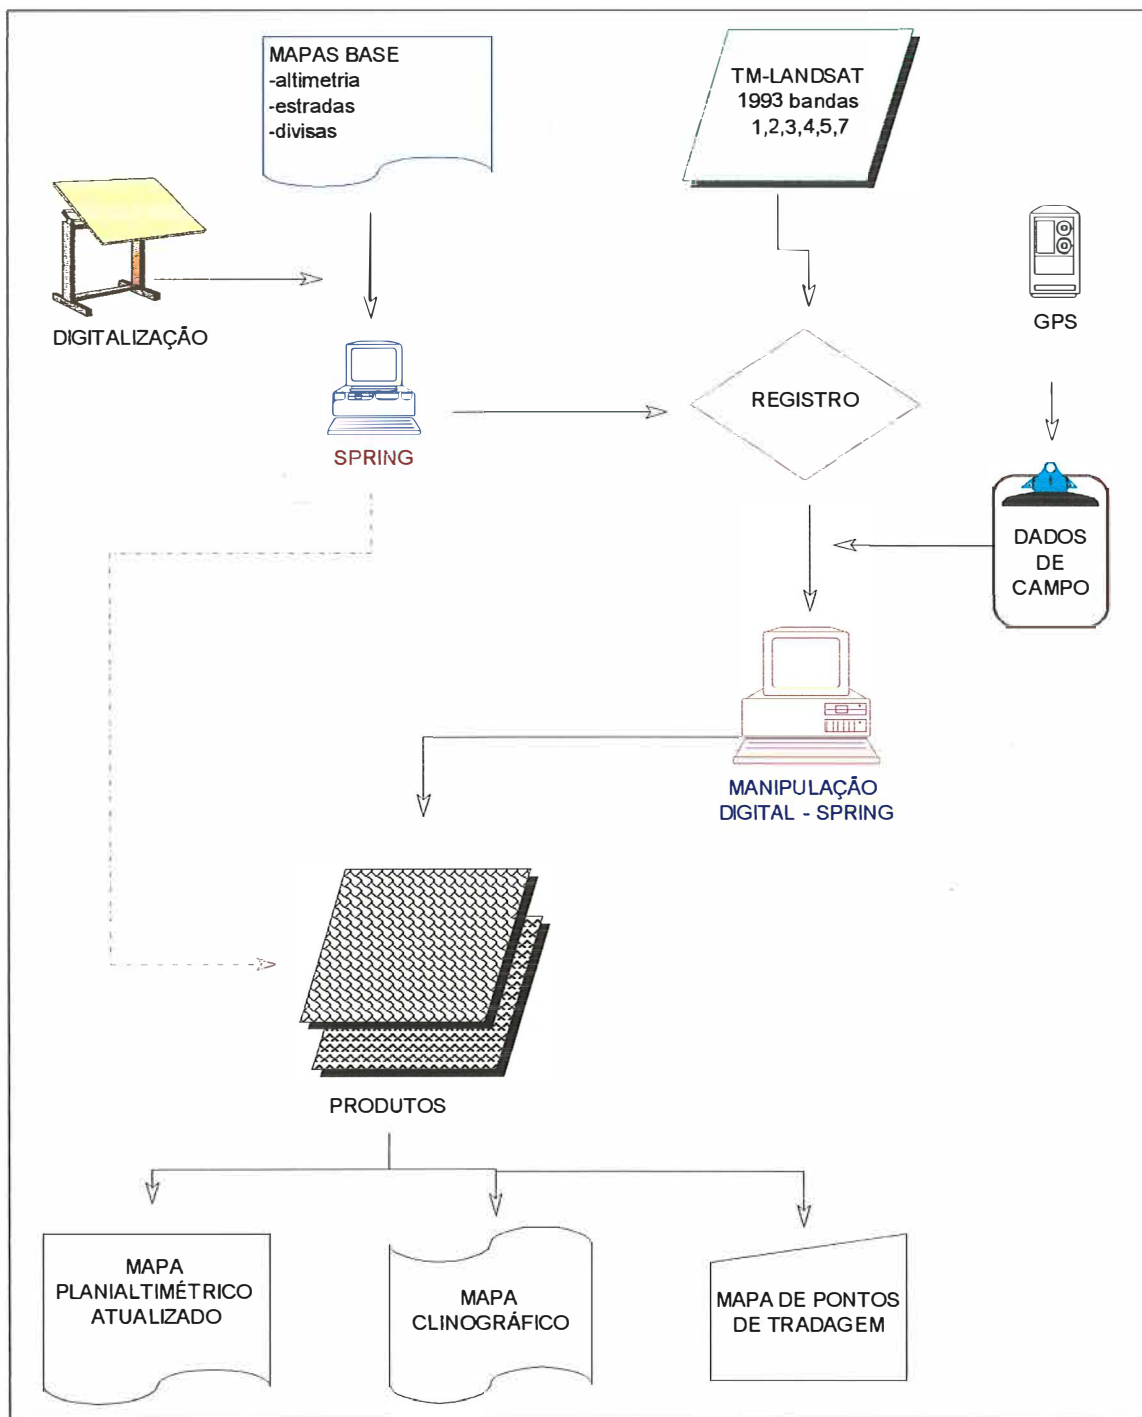 MAPAS BASE
-altimetria
-estradas
-divisas
TM-LANDSAT
1993 bandas
1,2,3,4,5,7
DIGITALIZAÇÃO
GPS
SPRING
REGISTRO
DADOS
DE
CAMPO
MANIPULAÇÃO
DIGITAL - SPRING
PRODUTOS
MAPA
PLANIALTIMÉTRICO
ATUALIZADO
MAPA
CLINOGRÁFICO
MAPA DE PONTOS
DE TRADAGEM